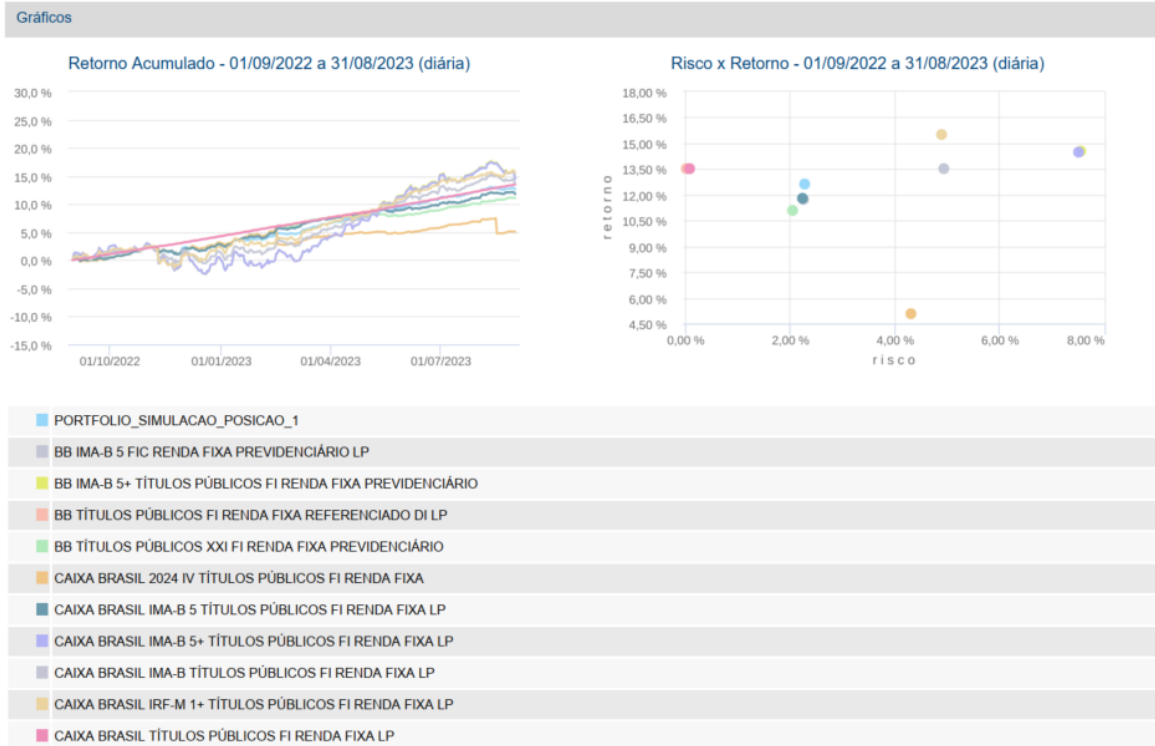 Gráficos
Retorno Acumulado - 01/09/2022 a 31/08/2023 (diária)
30,0 %
25,0 %
20,0 %
15,0 %
10,0 %
5,0 %
0,0 %
-5,0 %
-10,0 %
-15,0 %
01/10/2022 01/01/2023 01/04/2023 01/07/2023
Risco x Retorno - 01/09/2022 a 31/08/2023 (diária)
retorno
18,00 %
16,50 %
15,00 %
13,50 %
12,00 %
10,50 %
9,00 %
7,50 %
6,00 %
4,50 %
0,00 % 2,00 % 4,00 % 6,00 % 8,00 %
risco
PORTFOLIO_SIMULACAO_POSICAO_1
BB IMA-B 5 FIC RENDA FIXA PREVIDENCIÁRIO LP
BB IMA-B 5+ TÍTULOS PÚBLICOS FI RENDA FIXA PREVIDENCIÁRIO
BB TÍTULOS PÚBLICOS FI RENDA FIXA REFERENCIADO DI LP
BB TÍTULOS PÚBLICOS XXI FI RENDA FIXA PREVIDENCIÁRIO
CAIXA BRASIL 2024 IV TÍTULOS PÚBLICOS FI RENDA FIXA
CAIXA BRASIL IMA-B 5 TÍTULOS PÚBLICOS FI RENDA FIXA LP
CAIXA BRASIL IMA-B 5+ TÍTULOS PÚBLICOS FI RENDA FIXA LP
CAIXA BRASIL IMA-B TÍTULOS PÚBLICOS FI RENDA FIXA LP
CAIXA BRASIL IRF-M 1+ TÍTULOS PÚBLICOS FI RENDA FIXA LP
CAIXA BRASIL TÍTULOS PÚBLICOS FI RENDA FIXA LP